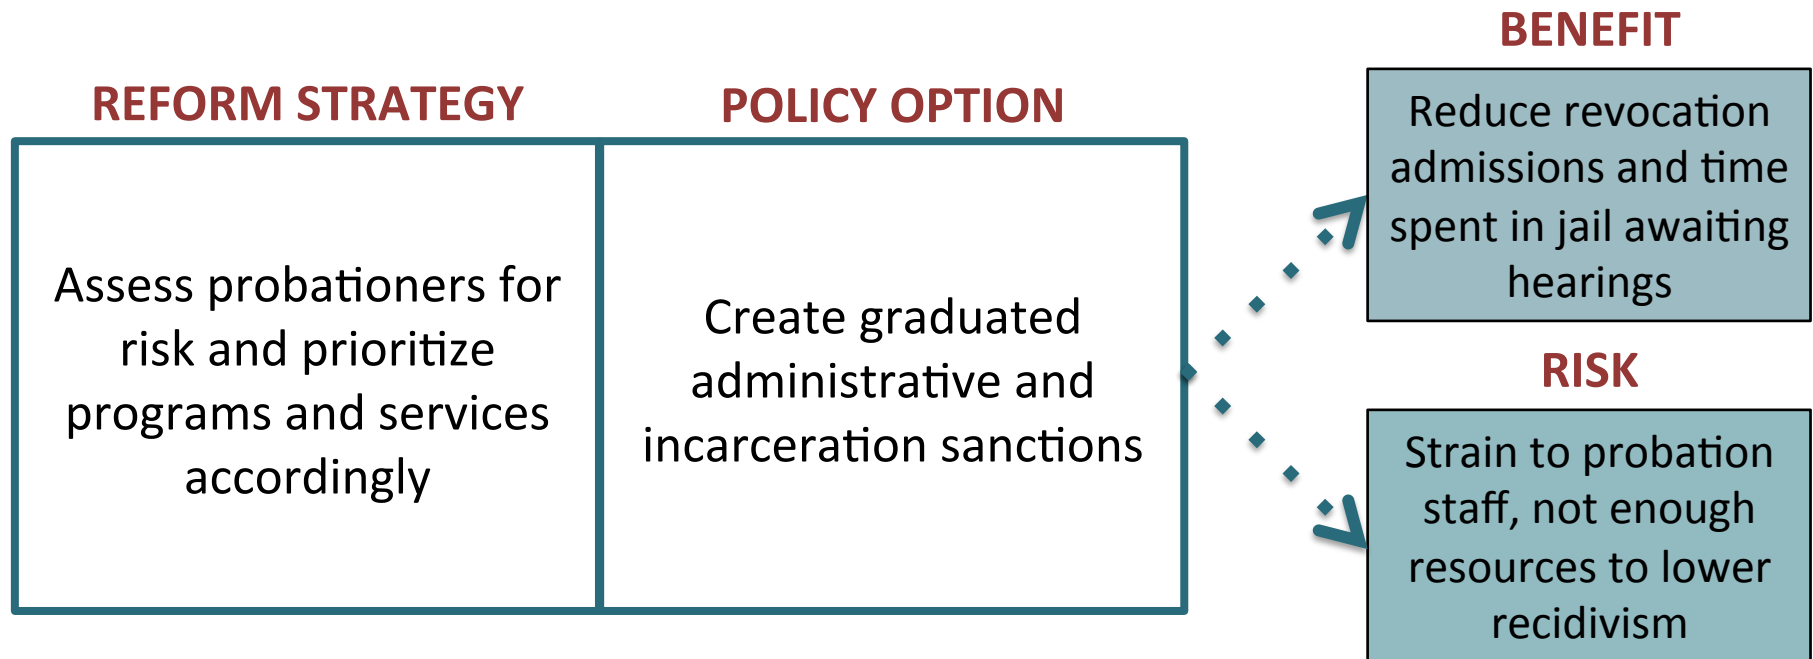 REFORM STRATEGY
Assess probationers for
risk and prioritize
programs and services
accordingly
POLICY OPTION
Create graduated
administrative and
incarceration sanctions
BENEFIT
Reduce revocation
admissions and time
spent in jail awaiting
hearings
RISK
Strain to probation
staff, not enough
resources to lower
recidivism